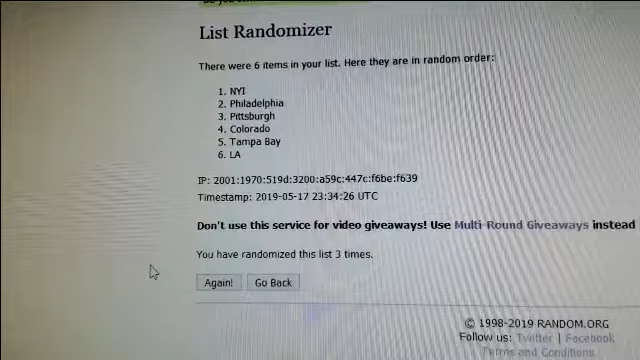 List Randomizer
There were 6 items in your list. Here they are in random order:
1. NYI
2. Philadelphia
3. Pittsburgh
4. Colorado
5. Tampa Bay
6. LA
IP: 2001:1970:519d:3200:a59c:447c:f6be:f639
Timestamp: 2019-05-17 23:34:26 UTC
Don't use this service for video giveaways! Use Multi-Round Giveaways instead
You have randomized this list 3 times.
Again! Go Back
© 1998-2019 RANDOM.ORG
Follow us: Twitter | Facebook
Terms and Conditions